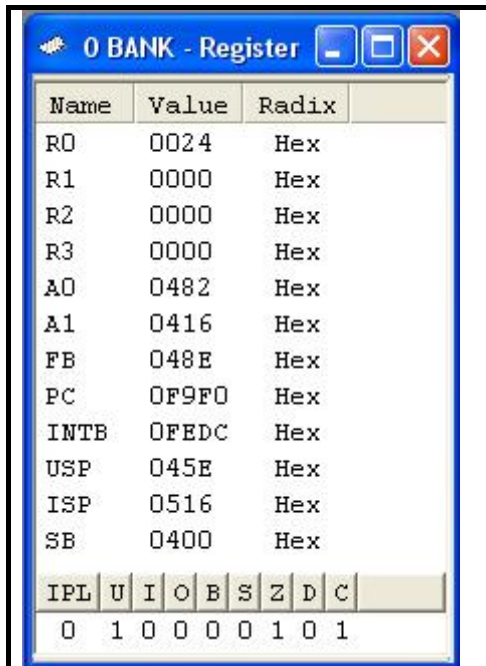 0 BANK - Register
Name Value Radix
R0 0024 Hex
R1 0000 Hex
R2 0000 Hex
R3 0000 Hex
A0 0482 Hex
A1 0416 Hex
FB 048E Hex
PC 0F9F0 Hex
INTB 0FEDC Hex
USP 045E Hex
ISP 0516 Hex
SB 0400 Hex
IPL U I O B S Z D C
0 1 0 0 0 0 1 0 1